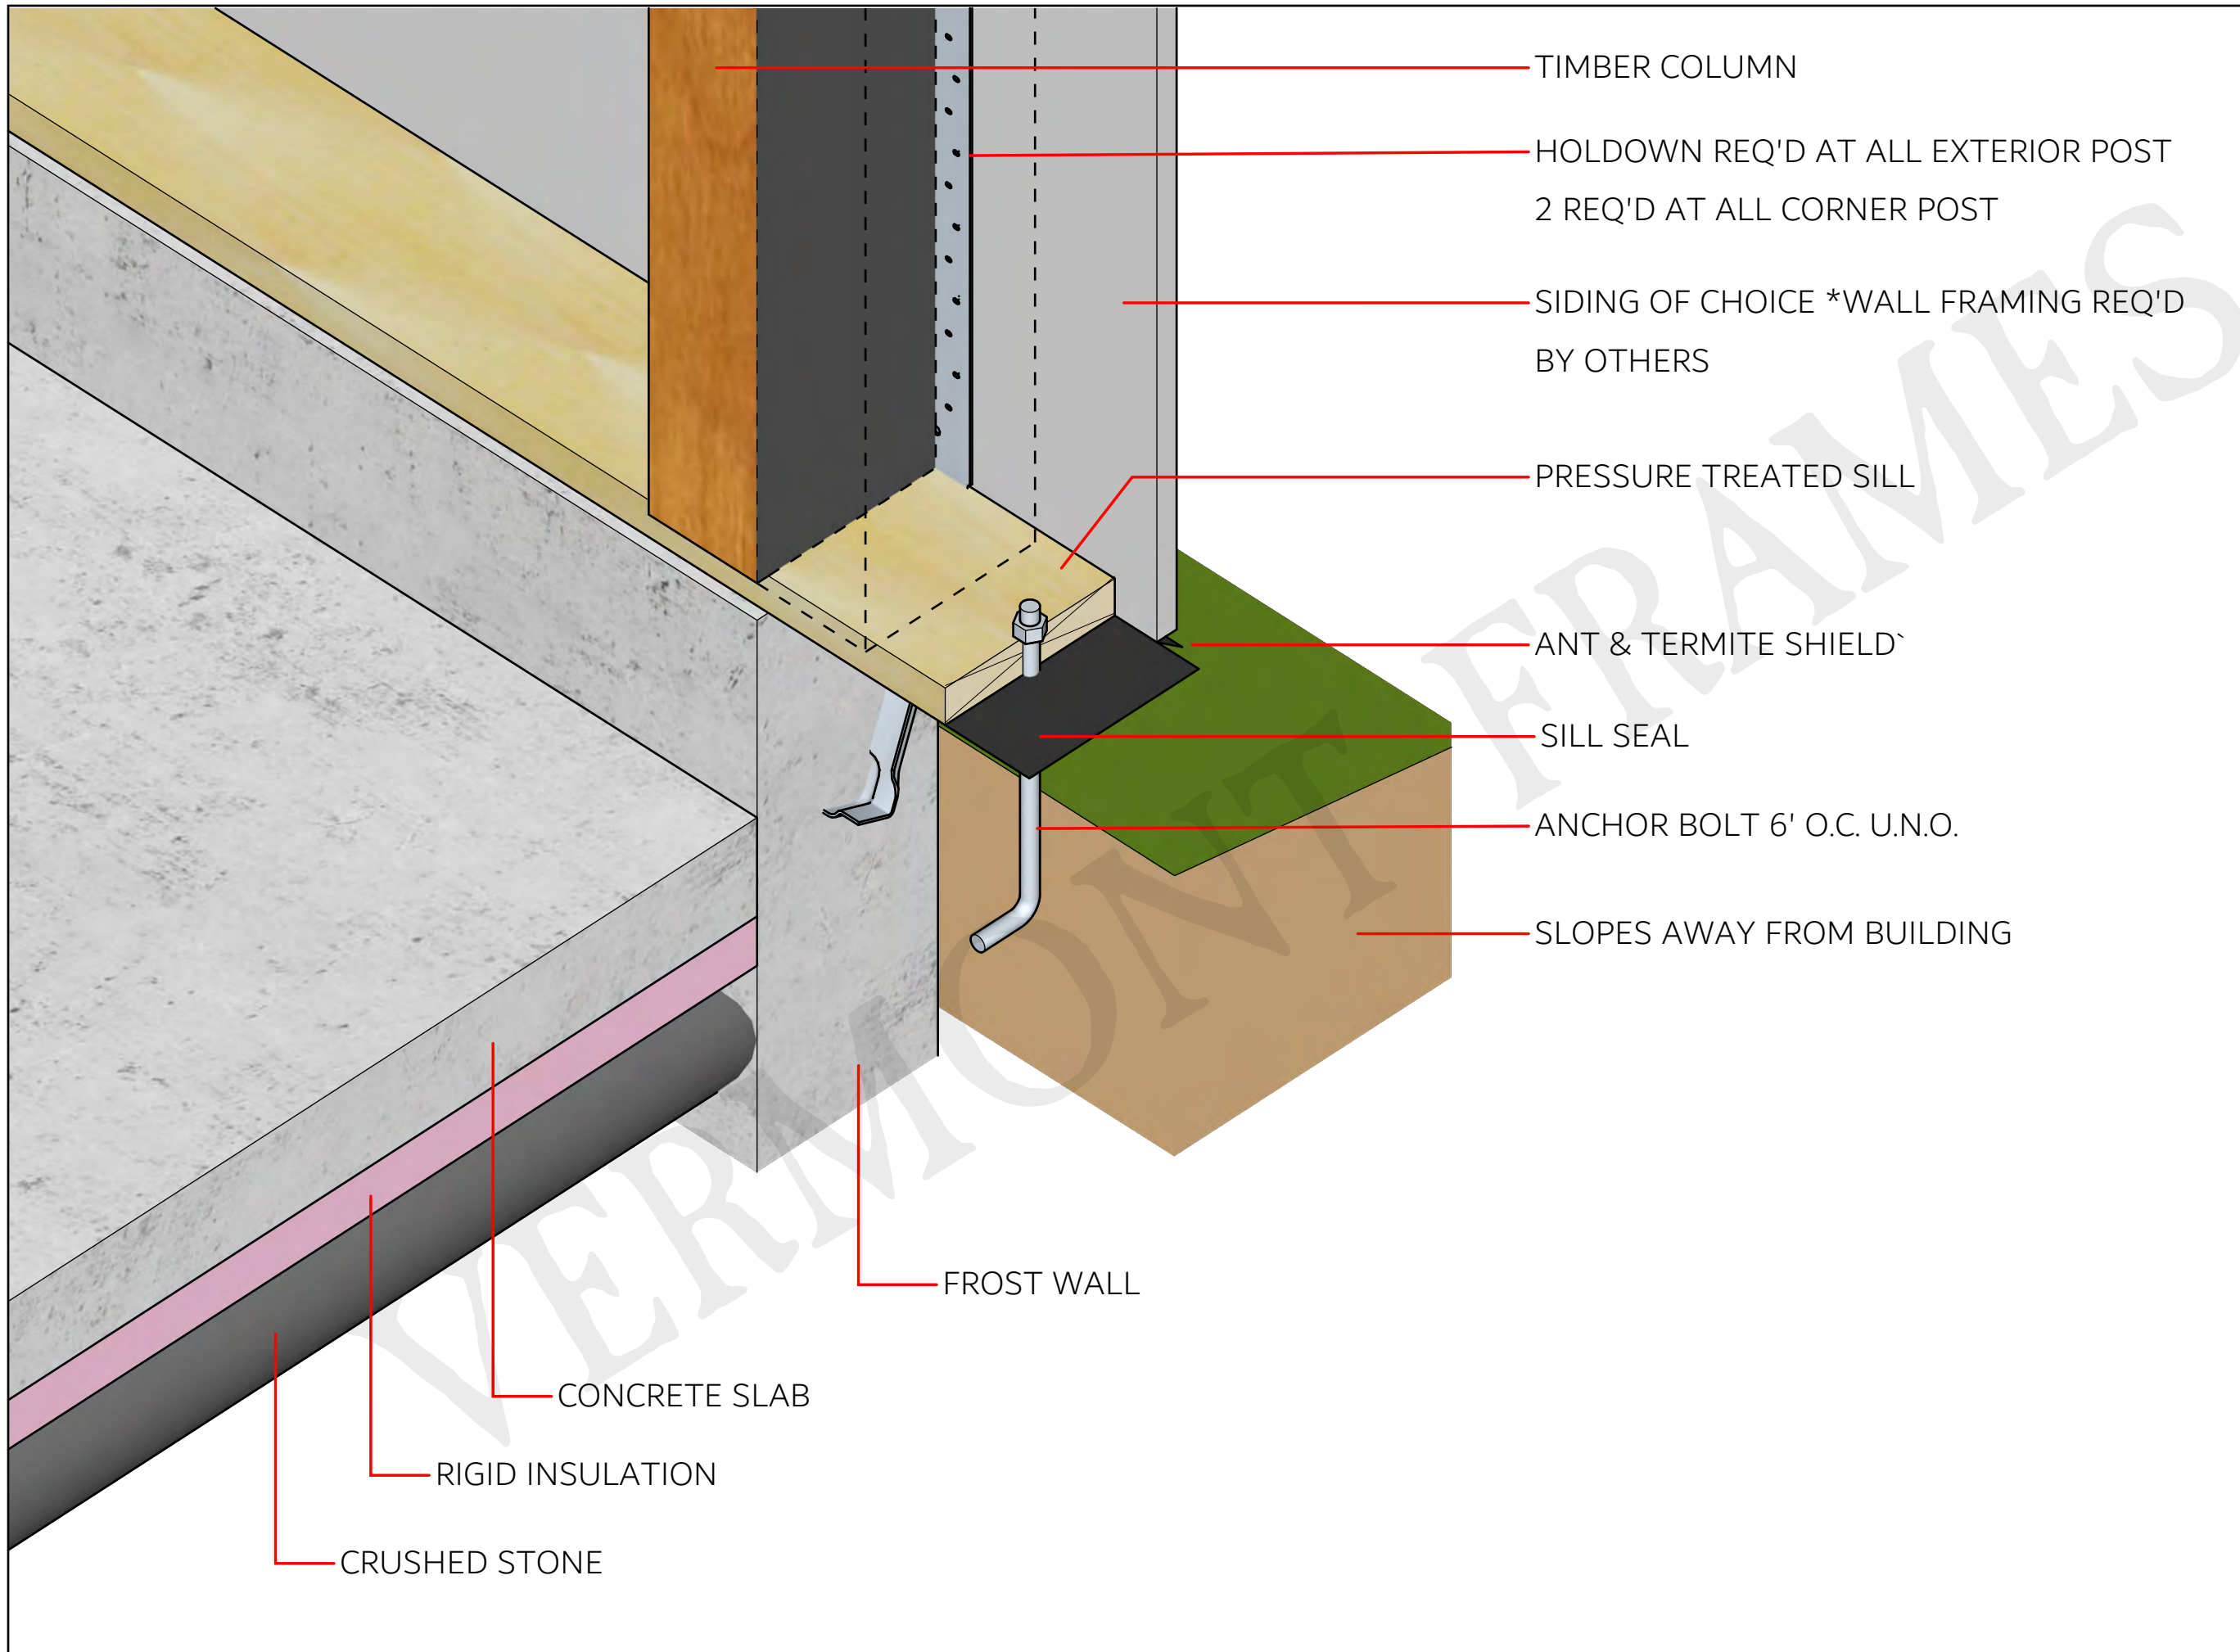 TIMBER COLUMN
HOLDOWN REQ'D AT ALL EXTERIOR POST
2 REQ'D AT ALL CORNER POST
SIDING OF CHOICE *WALL FRAMING REQ'D
BY OTHERS
PRESSURE TREATED SILL
ANT & TERMITE SHIELD`
SILL SEAL
ANCHOR BOLT 6' O.C. U.N.O.
SLOPES AWAY FROM BUILDING
FROST WALL
CONCRETE SLAB
RIGID INSULATION
CRUSHED STONE
VERMONT FRAMES